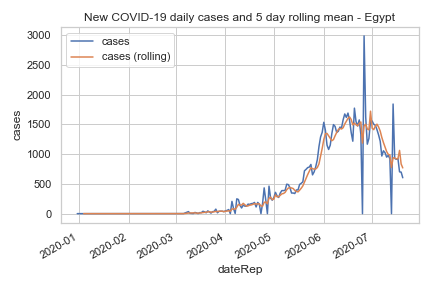 New COVID-19 daily cases and 5 day rolling mean - Egypt
cases
cases (rolling)
3000
2500
2000
1500
1000
500
0
cases
2020-01
2020-02
2020-03
2020-04
2020-05
2020-06
2020-07
dateRep